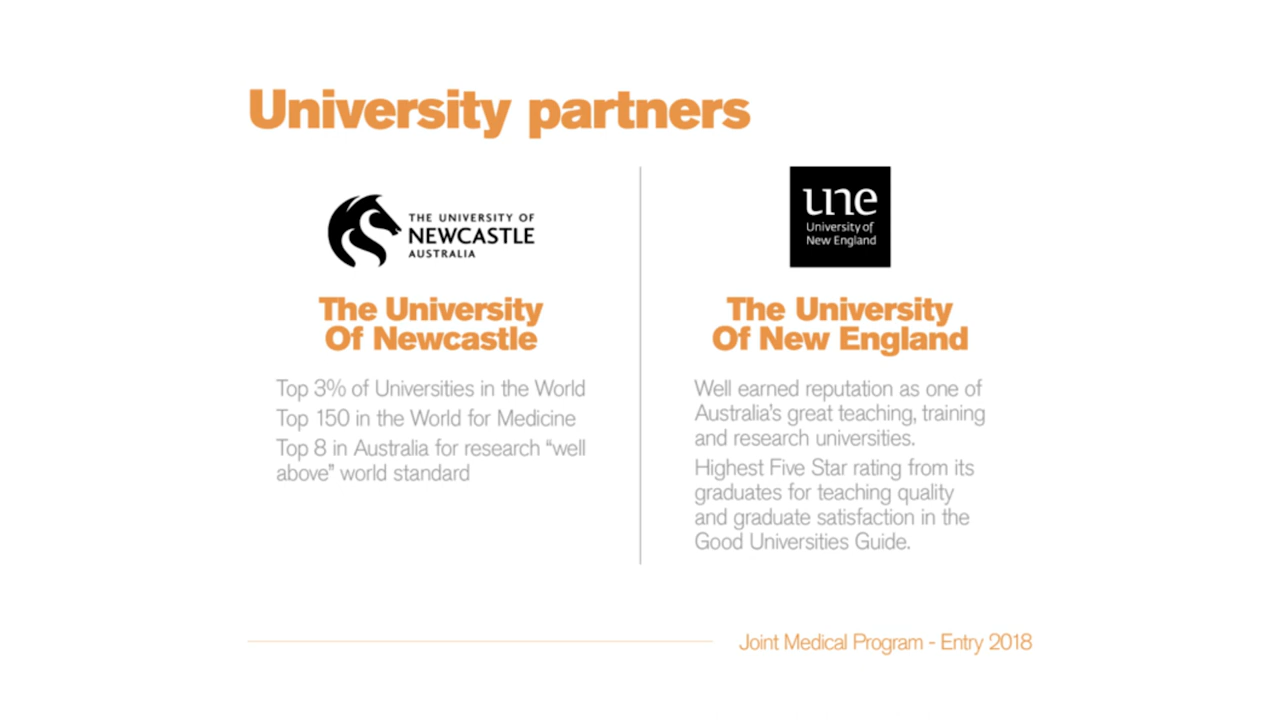 University partners
THE UNIVERSITY OF
NEWCASTLE
AUSTRALIA
The University
Of Newcastle
Top 3% of Universities in the World
Top 150 in the World for Medicine
Top 8 in Australia for research “well
above” world standard
une
University of
New England
The University
Of New England
Well earned reputation as one of
Australia’s great teaching, training
and research universities.
Highest Five Star rating from its
graduates for teaching quality
and graduate satisfaction in the
Good Universities Guide.
Joint Medical Program - Entry 2018